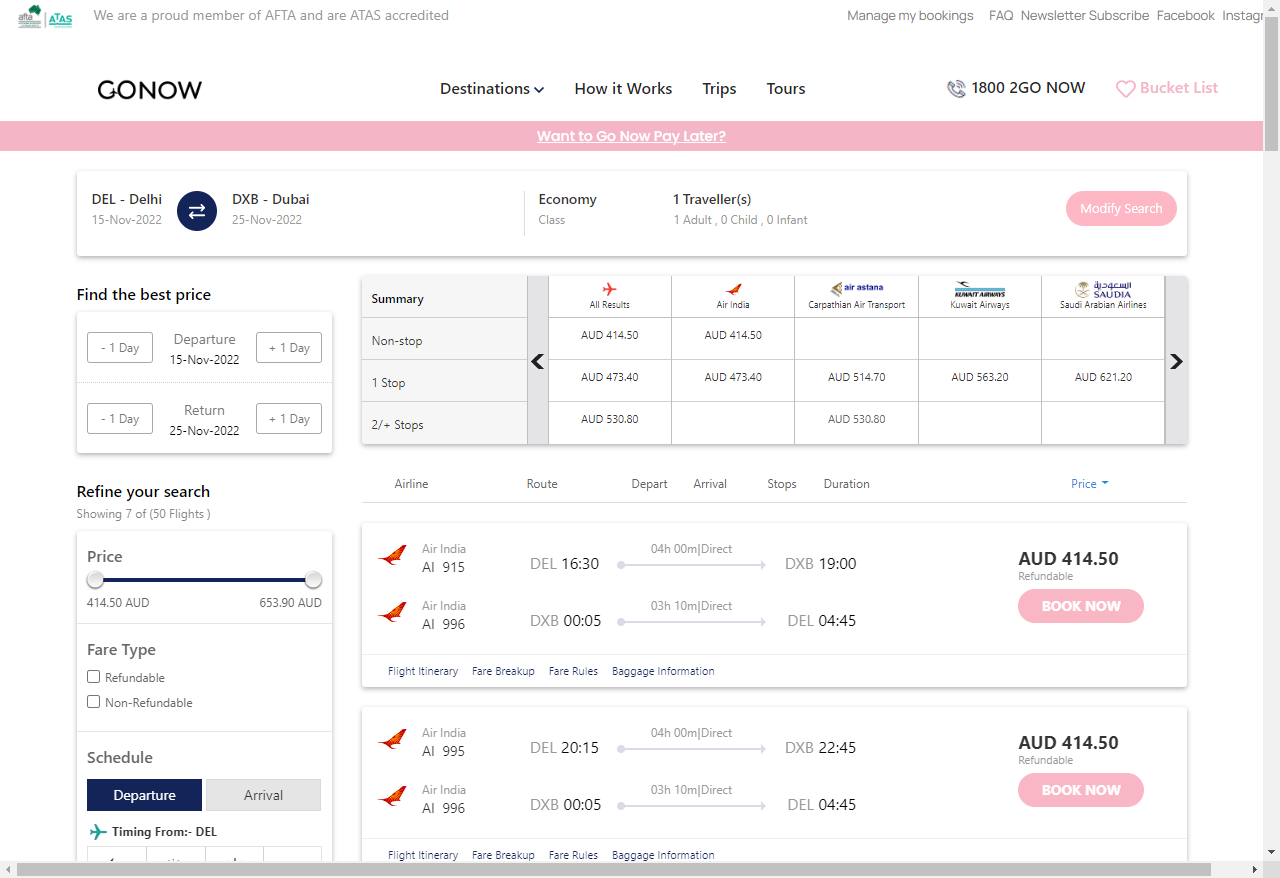 afta ATAS We are a proud member of AFTA and are ATAS accredited Manage my bookings FAQ Newsletter Subscribe Facebook Instagr
GONOW Destinations How it Works Trips Tours 1800 2GO NOW Bucket List
Want to Go Now Pay Later?
DEL - Delhi DXB - Dubai Economy 1 Traveller(s) Modify Search
15-Nov-2022 25-Nov-2022 Class 1 Adult , 0 Child , 0 Infant
Find the best price
- 1 Day Departure + 1 Day
15-Nov-2022
- 1 Day Return + 1 Day
25-Nov-2022
Summary All Results Air India air astana Carpathian Air Transport KUWAIT AIRWAYS Kuwait Airways السعودية SAUDIA Saudi Arabian Airlines
Non-stop AUD 414.50 AUD 414.50
1 Stop AUD 473.40 AUD 473.40 AUD 514.70 AUD 563.20 AUD 621.20
2/+ Stops AUD 530.80 AUD 530.80
Refine your search
Showing 7 of (50 Flights )
Price
414.50 AUD 653.90 AUD
Fare Type
Refundable
Non-Refundable
Schedule
Departure Arrival
Timing From:- DEL
Airline Route Depart Arrival Stops Duration Price
Air India 04h 00m|Direct
AI 915 DEL 16:30 DXB 19:00 AUD 414.50
Refundable
BOOK NOW
Air India 03h 10m|Direct
AI 996 DXB 00:05 DEL 04:45
Flight Itinerary Fare Breakup Fare Rules Baggage Information
Air India 04h 00m|Direct
AI 995 DEL 20:15 DXB 22:45 AUD 414.50
Refundable
BOOK NOW
Air India 03h 10m|Direct
AI 996 DXB 00:05 DEL 04:45
Flight Itinerary Fare Breakup Fare Rules Baggage Information